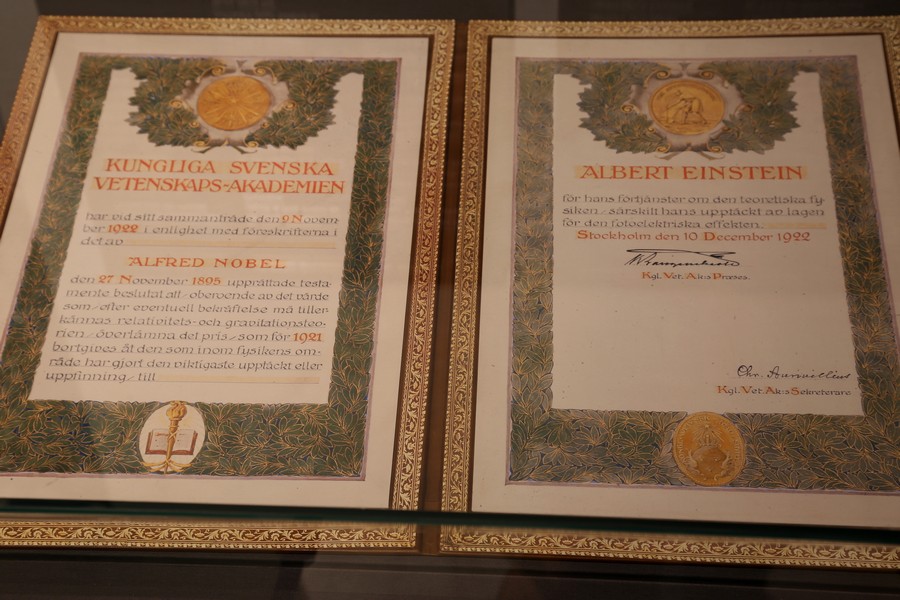 KUNGLIGA SVENSKA
VETENSKAPS-AKADEMIEN
har vid sitt sammanträde den 9 Novem-
ber 1922 i enlighet med föreskrifterna i
det av
ALFRED NOBEL
den 27 November 1895 upprättade testa-
mente beslutat att / oberoende av det värde
som / efter eventuell bekräftelse må tiller-
kännas relativitets- och gravitationsteo-
rien / överlämna det pris / som för 1921
bortgives åt den som inom fysikens om-
råde har gjort den viktigaste upptäckt eller
uppfinning / till
ALBERT EINSTEIN
för hans förtjänster om den teoretiska fy-
siken / särskilt hans upptäckt av lagen
för den fotoelektriska effekten.
Stockholm den 10 December 1922
Kgl. Vet. Ak:s Præses.
Chr. Aurivillius
Kgl. Vet. Ak:s Sekreterare